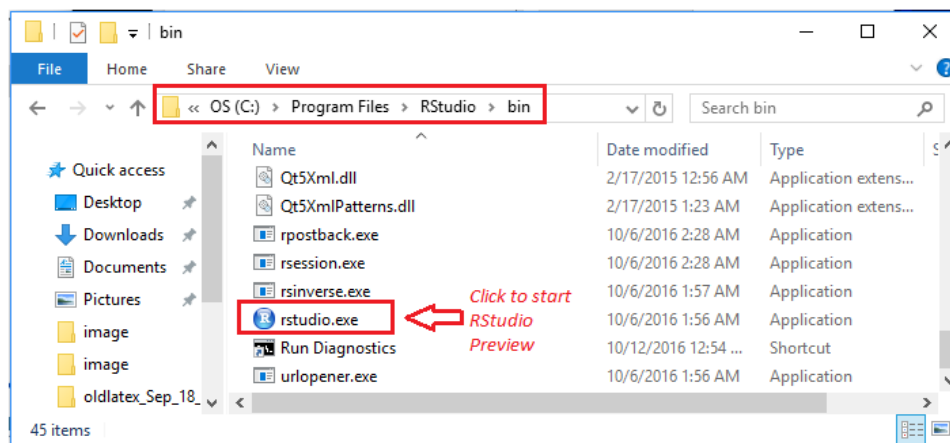 bin
File Home Share View
« OS (C:) > Program Files > RStudio > bin
Search bin
Name Date modified Type S
Quick access
Desktop
Downloads
Documents
Pictures
image
image
oldlatex_Sep_18_
Qt5Xml.dll 2/17/2015 12:56 AM Application extens...
Qt5XmlPatterns.dll 2/17/2015 1:23 AM Application extens...
rpostback.exe 10/6/2016 2:28 AM Application
rsession.exe 10/6/2016 2:28 AM Application
rsinverse.exe 10/6/2016 1:57 AM Application
rstudio.exe 10/6/2016 1:56 AM Application
Run Diagnostics 10/12/2016 12:54 ... Shortcut
urlopener.exe 10/6/2016 1:56 AM Application
Click to start
RStudio
Preview
45 items